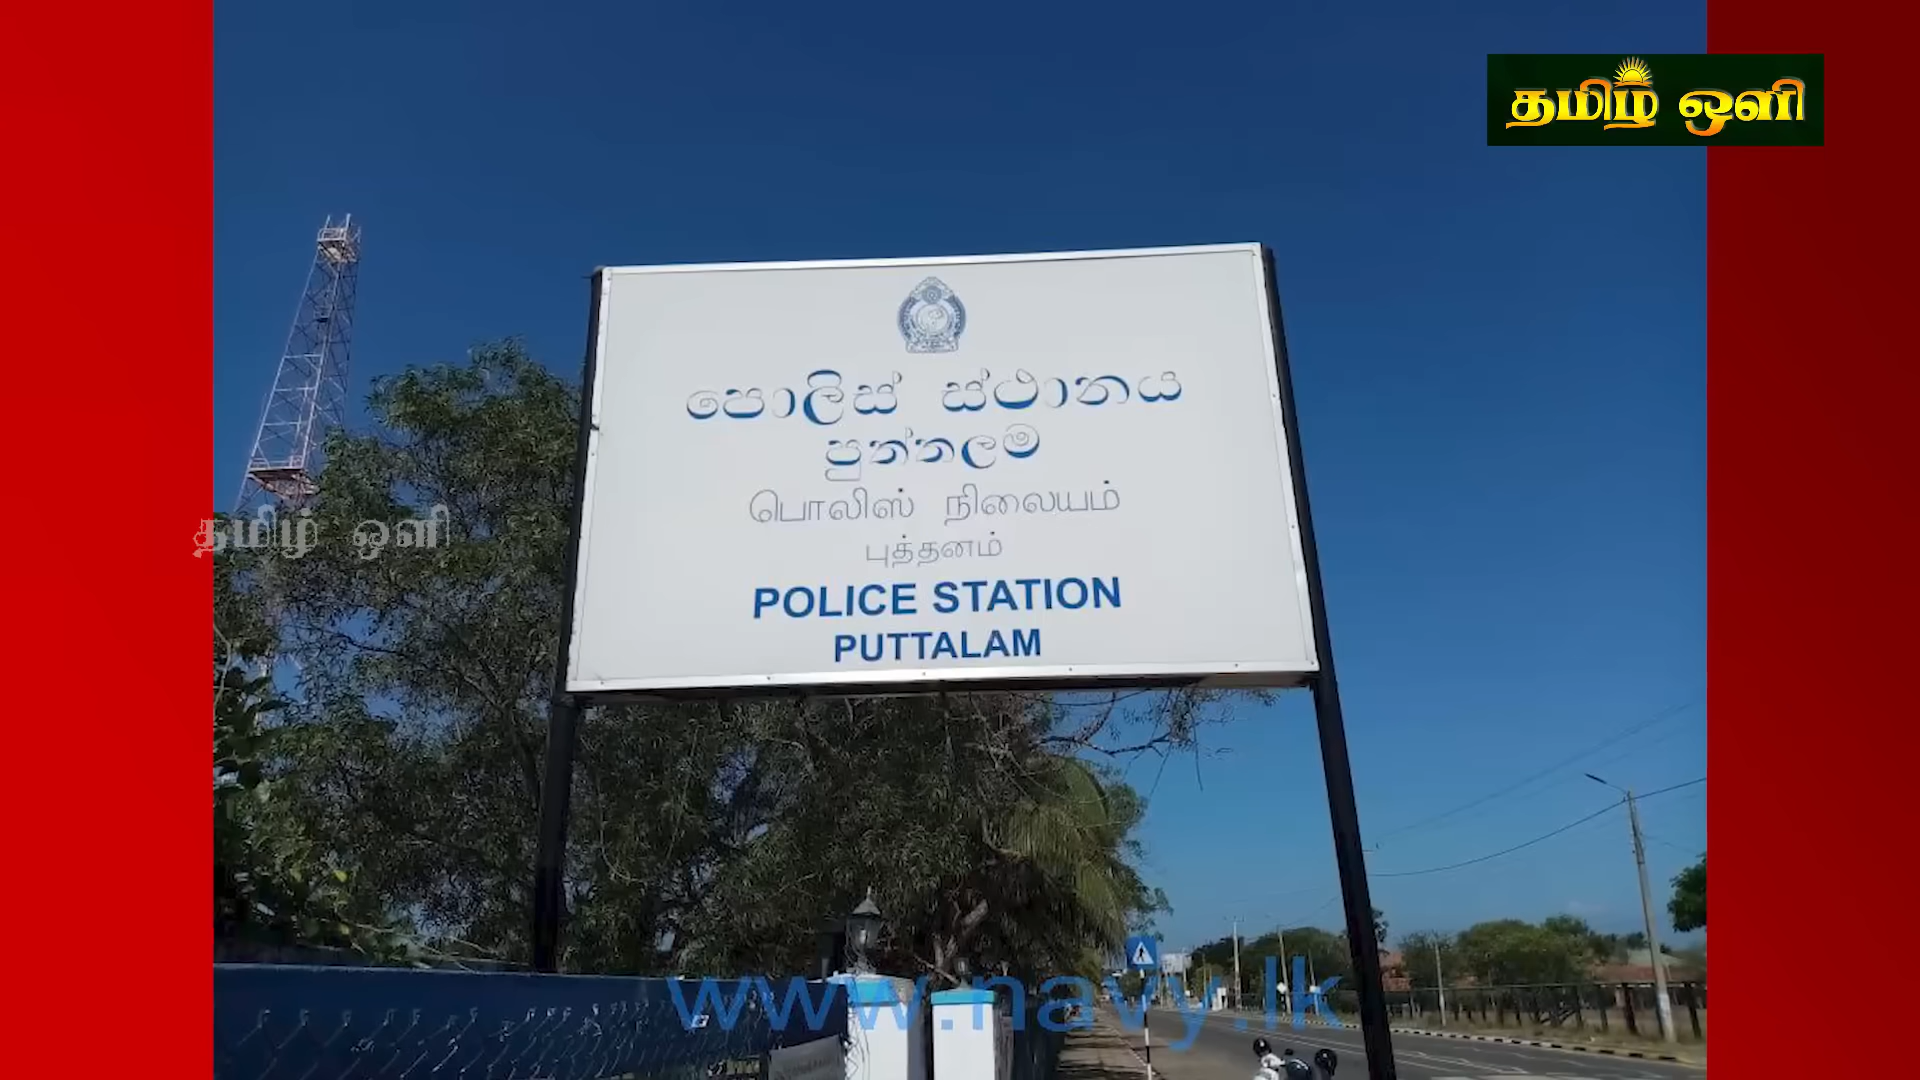 தமிழ் ஒளி
පොලිස් ස්ථානය
පුත්තලම
பொலிஸ் நிலையம்
புத்தளம்
POLICE STATION
PUTTALAM
தமிழ் ஒளி
www.navy.lk